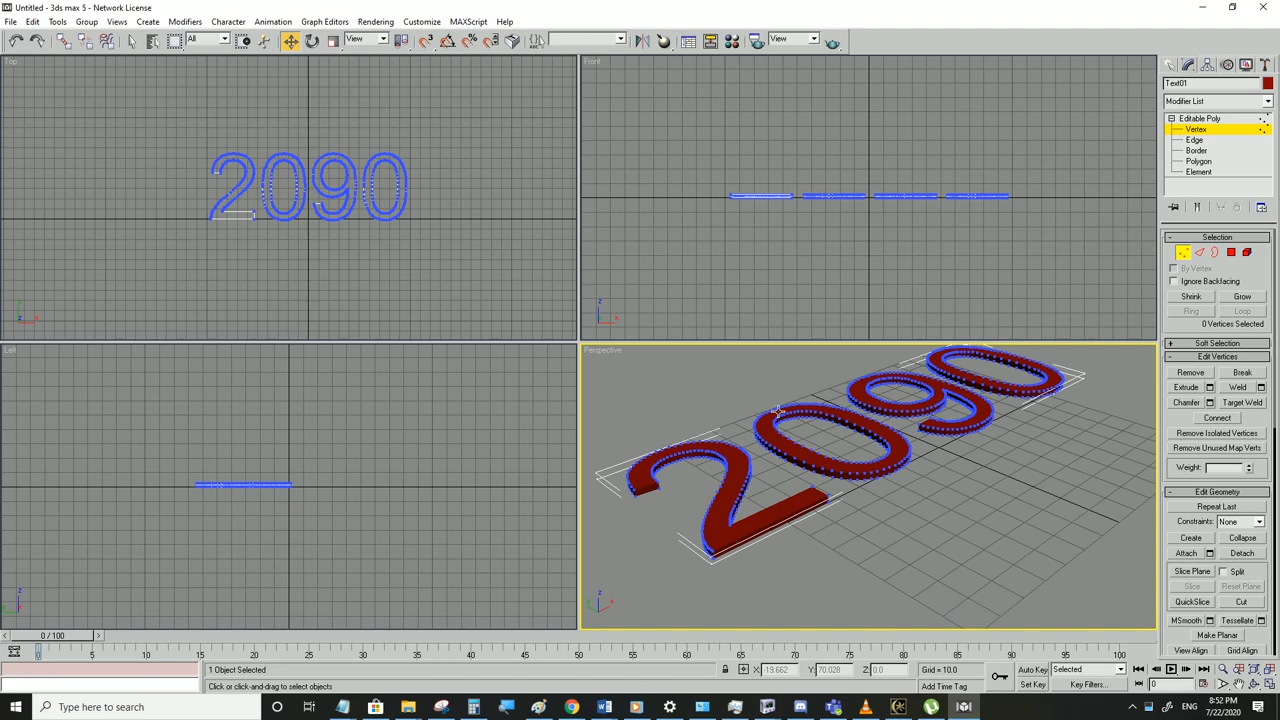 Untitled - 3ds max 5 - Network License
File Edit Tools Group Views Create Modifiers Character Animation Graph Editors Rendering Customize MAXScript Help
All View View
Top
Front
2090
Left
Perspective
2090
Text01
Modifier List
Editable Poly
Vertex
Edge
Border
Polygon
Element
Selection
By Vertex
Ignore Backfacing
Shrink Grow
Ring Loop
0 Vertices Selected
Soft Selection
Edit Vertices
Remove Break
Extrude Weld
Chamfer Target Weld
Connect
Remove Isolated Vertices
Remove Unused Map Verts
Weight:
Edit Geometry
Repeat Last
Constraints: None
Create Collapse
Attach Detach
Slice Plane Split
Slice Reset Plane
QuickSlice Cut
MSmooth Tessellate
Make Planar
View Align Grid Align
0 / 100
0 5 10 15 20 25 30 35 40 45 50 55 60 65 70 75 80 85 90 95 100
1 Object Selected X: -19.662 Y: 70.028 Z: 0.0 Grid = 10.0 Auto Key Selected
Click or click-and-drag to select objects Add Time Tag Set Key Key Filters... 0
Type here to search
ENG
8:52 PM
7/22/2020